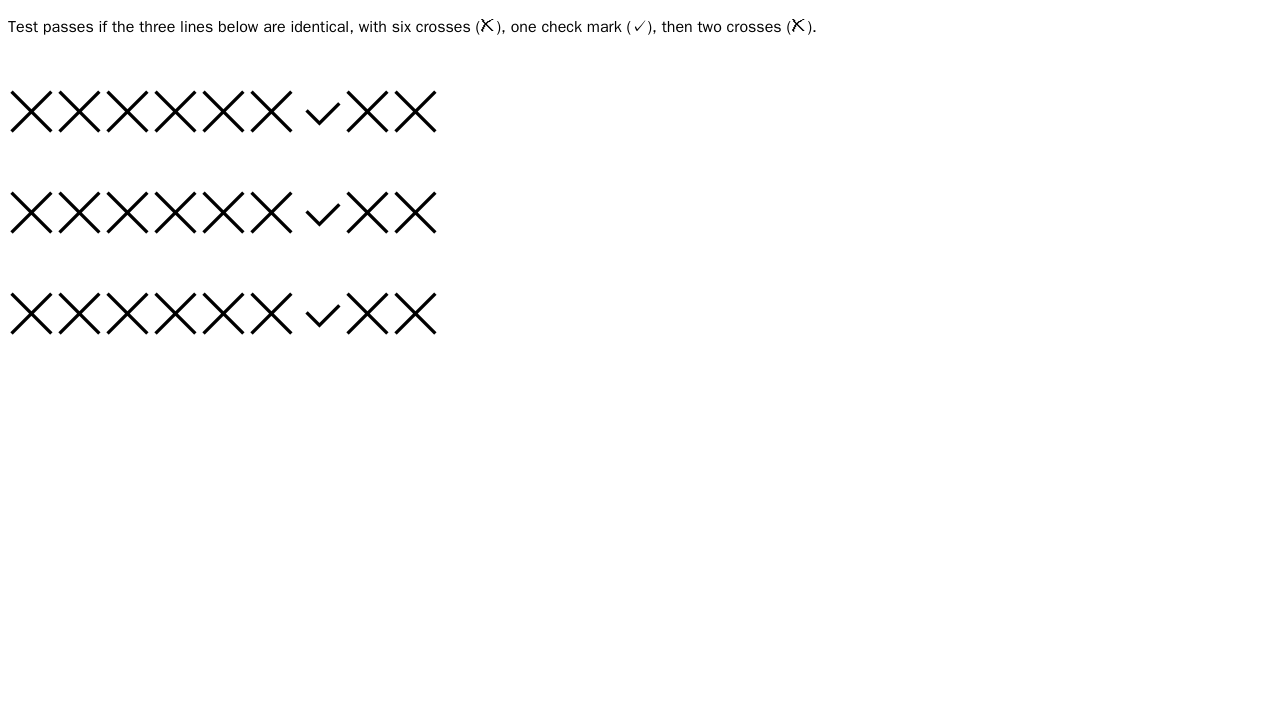 Test passes if the three lines below are identical, with six crosses (✗), one check mark (✓), then two crosses (✗).
╳╳╳╳╳╳✓╳╳
╳╳╳╳╳╳✓╳╳
╳╳╳╳╳╳✓╳╳